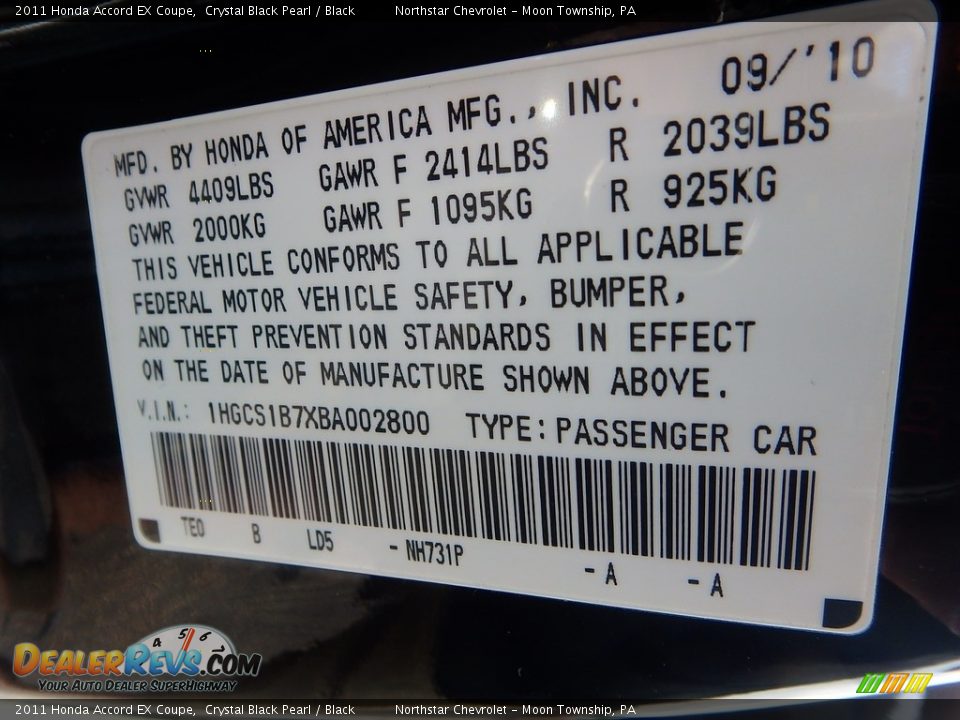 2011 Honda Accord EX Coupe,  Crystal Black Pearl / Black    Northstar Chevrolet - Moon Township, PA
09/'10
MFD. BY HONDA OF AMERICA MFG., INC.
GVWR 4409LBS GAWR F 2414LBS R 2039LBS
GVWR 2000KG GAWR F 1095KG R 925KG
THIS VEHICLE CONFORMS TO ALL APPLICABLE
FEDERAL MOTOR VEHICLE SAFETY, BUMPER,
AND THEFT PREVENTION STANDARDS IN EFFECT
ON THE DATE OF MANUFACTURE SHOWN ABOVE.
V.I.N.: 1HGCS1B7XBA002800 TYPE: PASSENGER CAR
TE0 B LD5 -NH731P -A -A
4 5 6
DEALERREVS.COM
YOUR AUTO DEALER SUPERHIGHWAY
2011 Honda Accord EX Coupe,  Crystal Black Pearl / Black    Northstar Chevrolet - Moon Township, PA